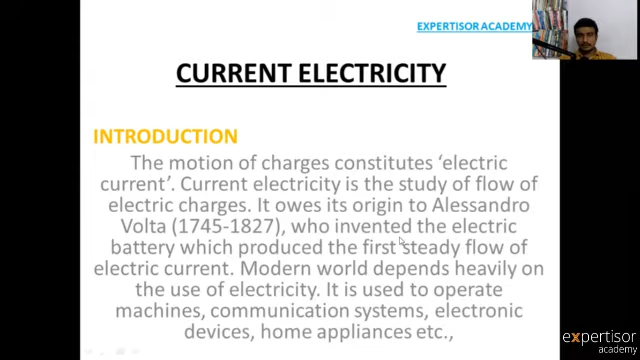 EXPERTISOR ACADEMY
CURRENT ELECTRICITY
INTRODUCTION
The motion of charges constitutes ‘electric
current’. Current electricity is the study of flow of
electric charges. It owes its origin to Alessandro
Volta (1745-1827), who invented the electric
battery which produced the first steady flow of
electric current. Modern world depends heavily on
the use of electricity. It is used to operate
machines, communication systems, electronic
devices, home appliances etc.,
expertisor
academy